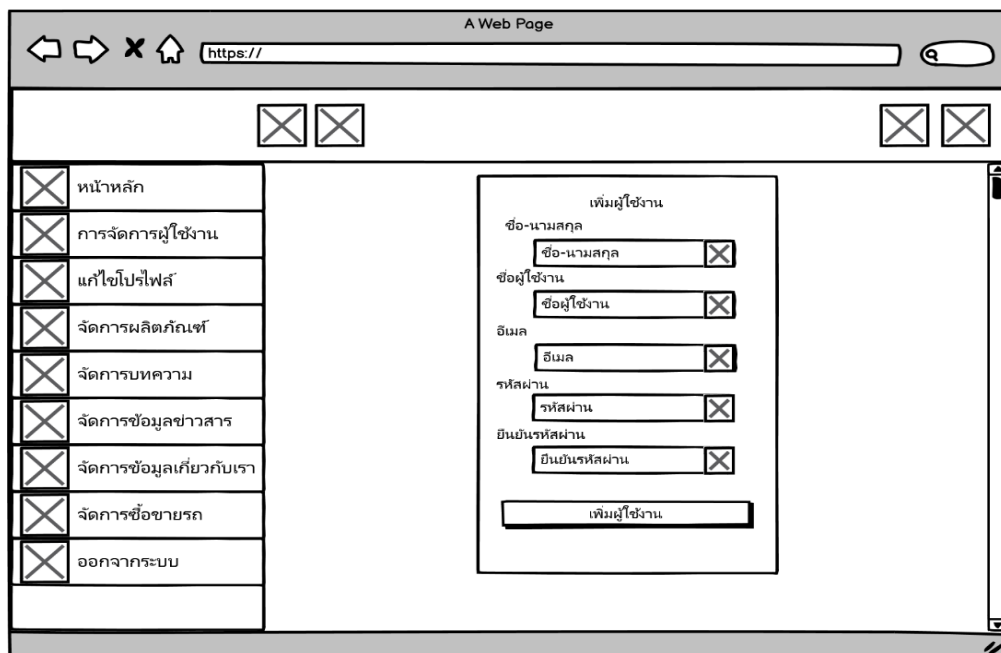 A Web Page
https://
หน้าหลัก
การจัดการผู้ใช้งาน
แก้ไขโปรไฟล์
จัดการผลิตภัณฑ์
จัดการบทความ
จัดการข้อมูลข่าวสาร
จัดการข้อมูลเกี่ยวกับเรา
จัดการซื้อขายรถ
ออกจากระบบ
เพิ่มผู้ใช้งาน
ชื่อ-นามสกุล
ชื่อ-นามสกุล
ชื่อผู้ใช้งาน
ชื่อผู้ใช้งาน
อีเมล
อีเมล
รหัสผ่าน
รหัสผ่าน
ยืนยันรหัสผ่าน
ยืนยันรหัสผ่าน
เพิ่มผู้ใช้งาน